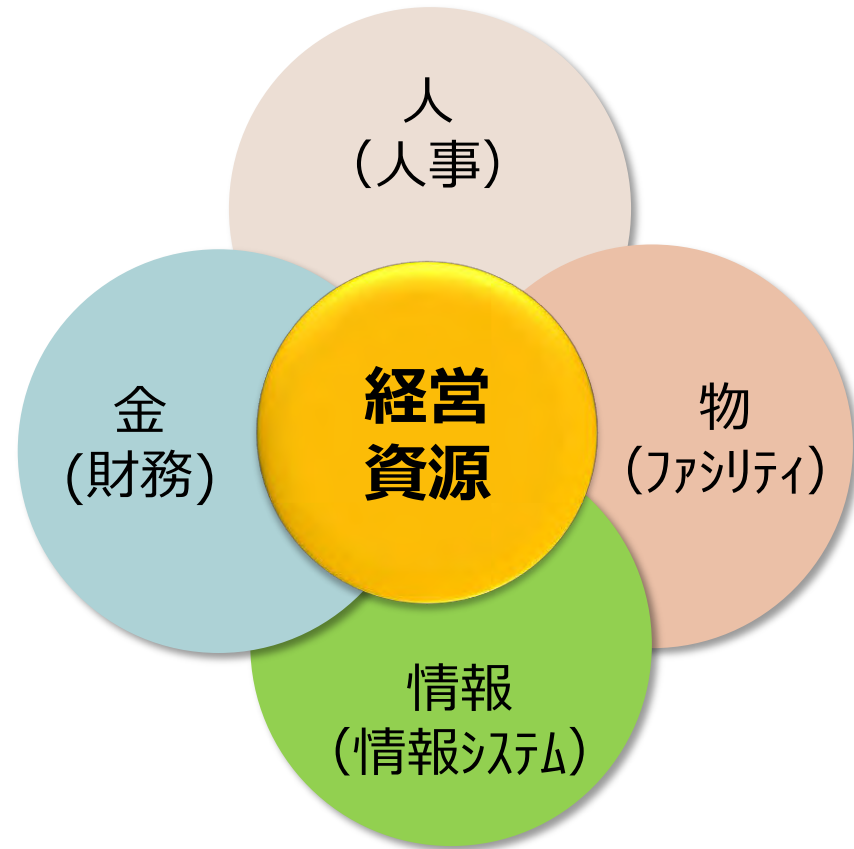 人
（人事）
金
(財務)
経営
資源
物
（ﾌｧｼﾘﾃｨ）
情報
（情報ｼｽﾃﾑ）